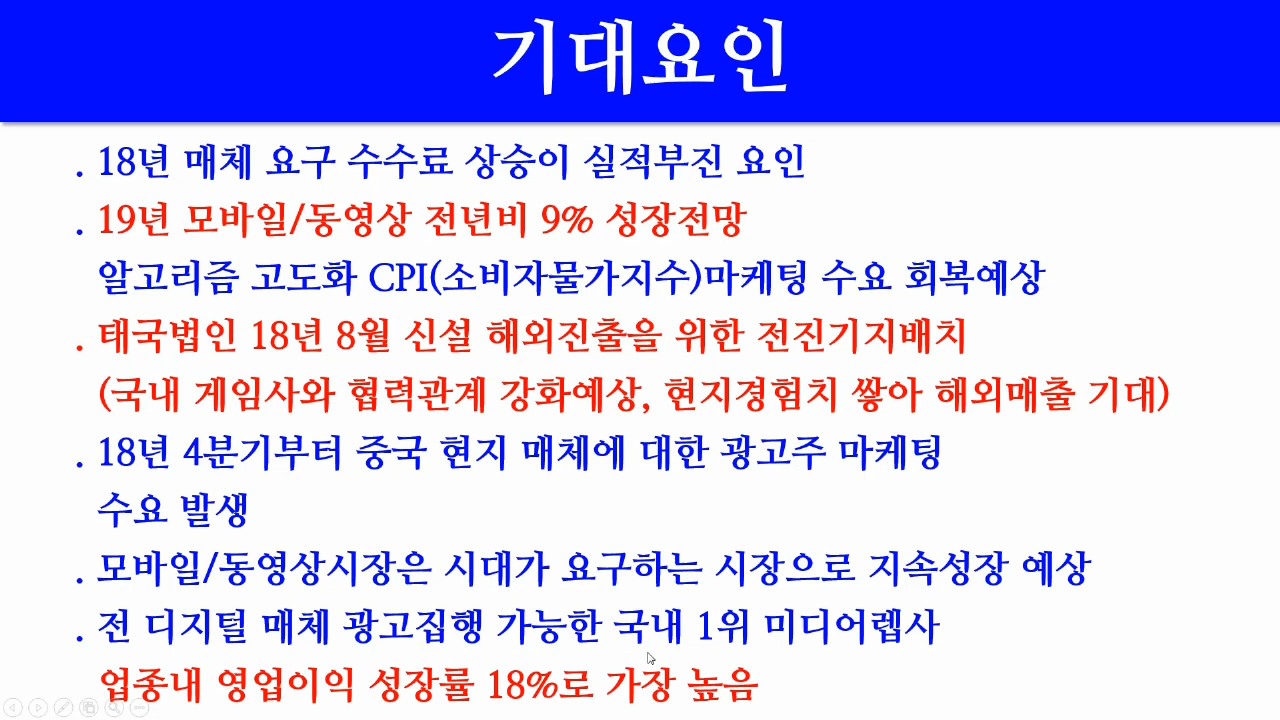 기대요인
. 18년 매체 요구 수수료 상승이 실적부진 요인
. 19년 모바일/동영상 전년비 9% 성장전망
알고리즘 고도화 CPI(소비자물가지수)마케팅 수요 회복예상
. 태국법인 18년 8월 신설 해외진출을 위한 전진기지배치
(국내 게임사와 협력관계 강화예상, 현지경험치 쌓아 해외매출 기대)
. 18년 4분기부터 중국 현지 매체에 대한 광고주 마케팅
수요 발생
. 모바일/동영상시장은 시대가 요구하는 시장으로 지속성장 예상
. 전 디지털 매체 광고집행 가능한 국내 1위 미디어렙사
업종내 영업이익 성장률 18%로 가장 높음